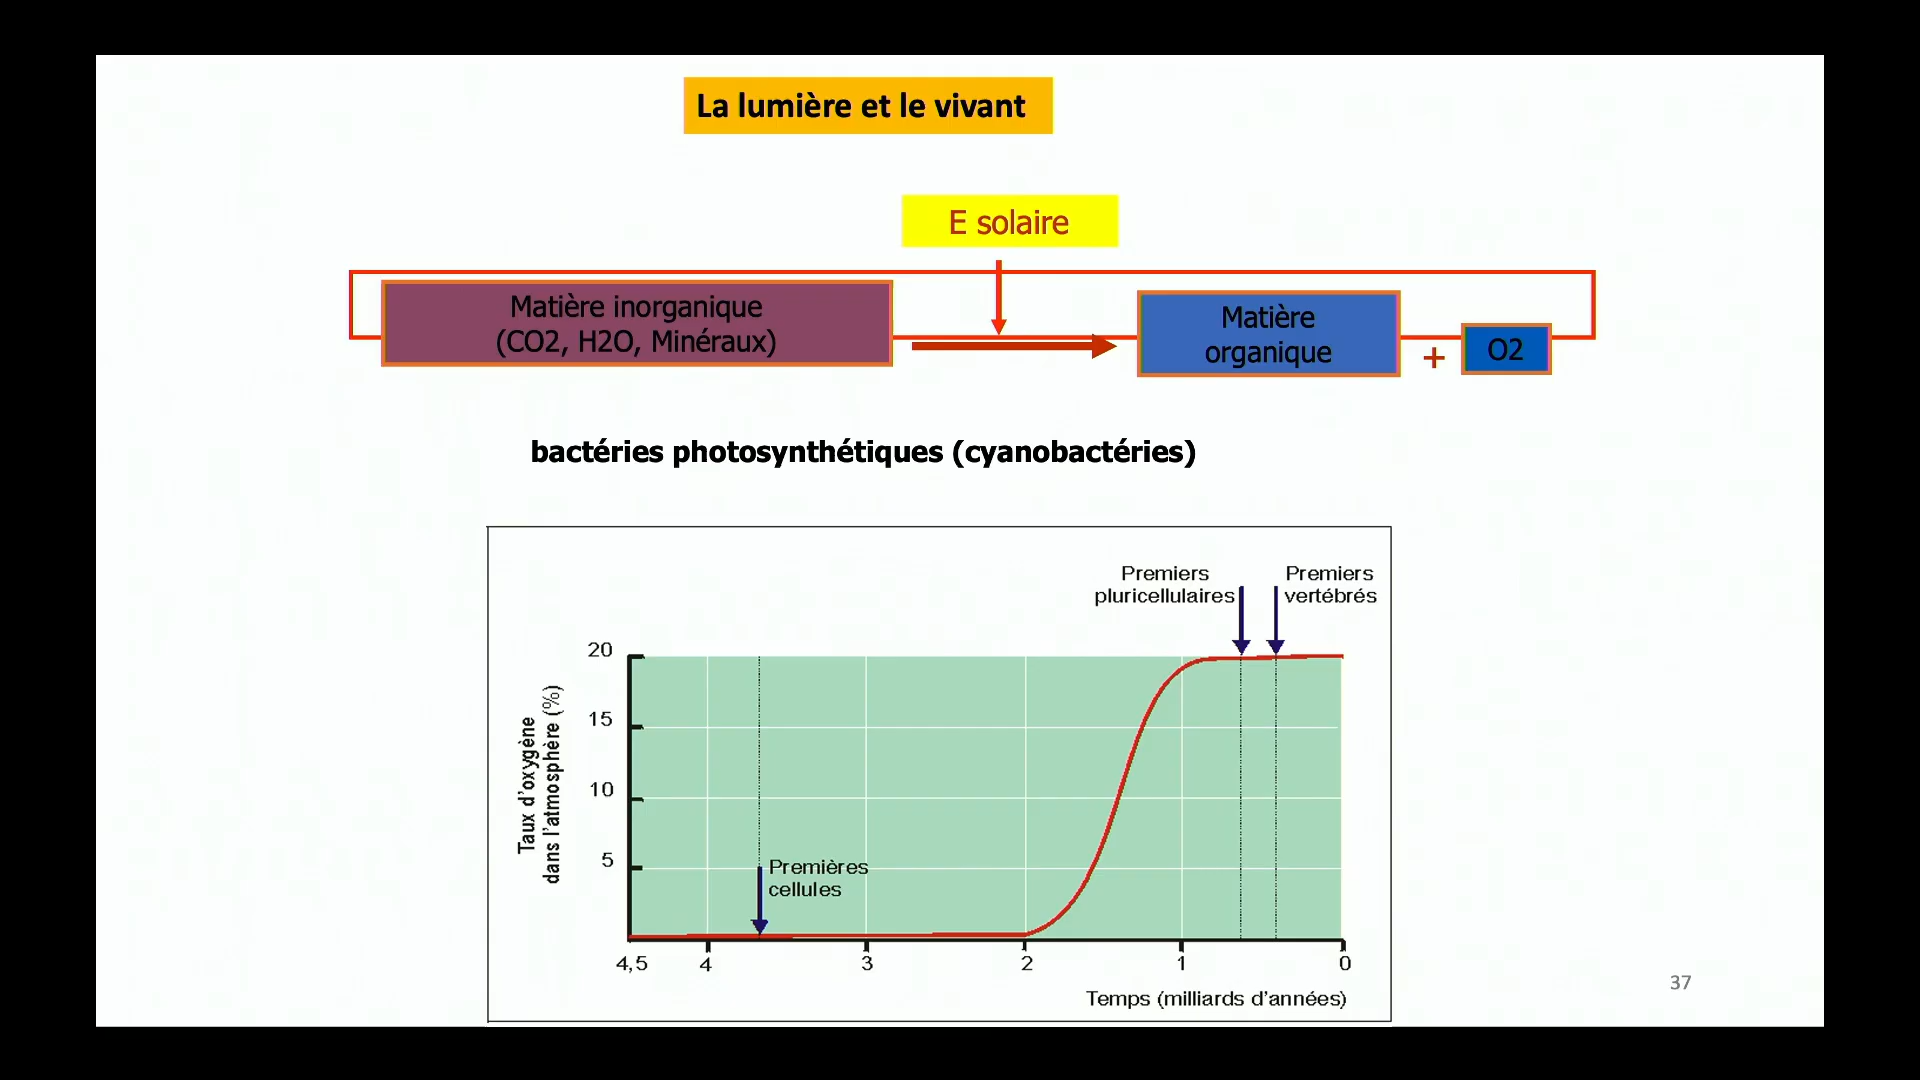 La lumière et le vivant
E solaire
Matière inorganique
(CO2, H2O, Minéraux)
Matière
organique
+
O2
bactéries photosynthétiques (cyanobactéries)
Premiers
pluricellulaires
Premiers
vertébrés
20
15
10
5
Taux d'oxygène
dans l'atmosphère (%)
Premières
cellules
4,5 4 3 2 1 0
Temps (milliards d'années)
37